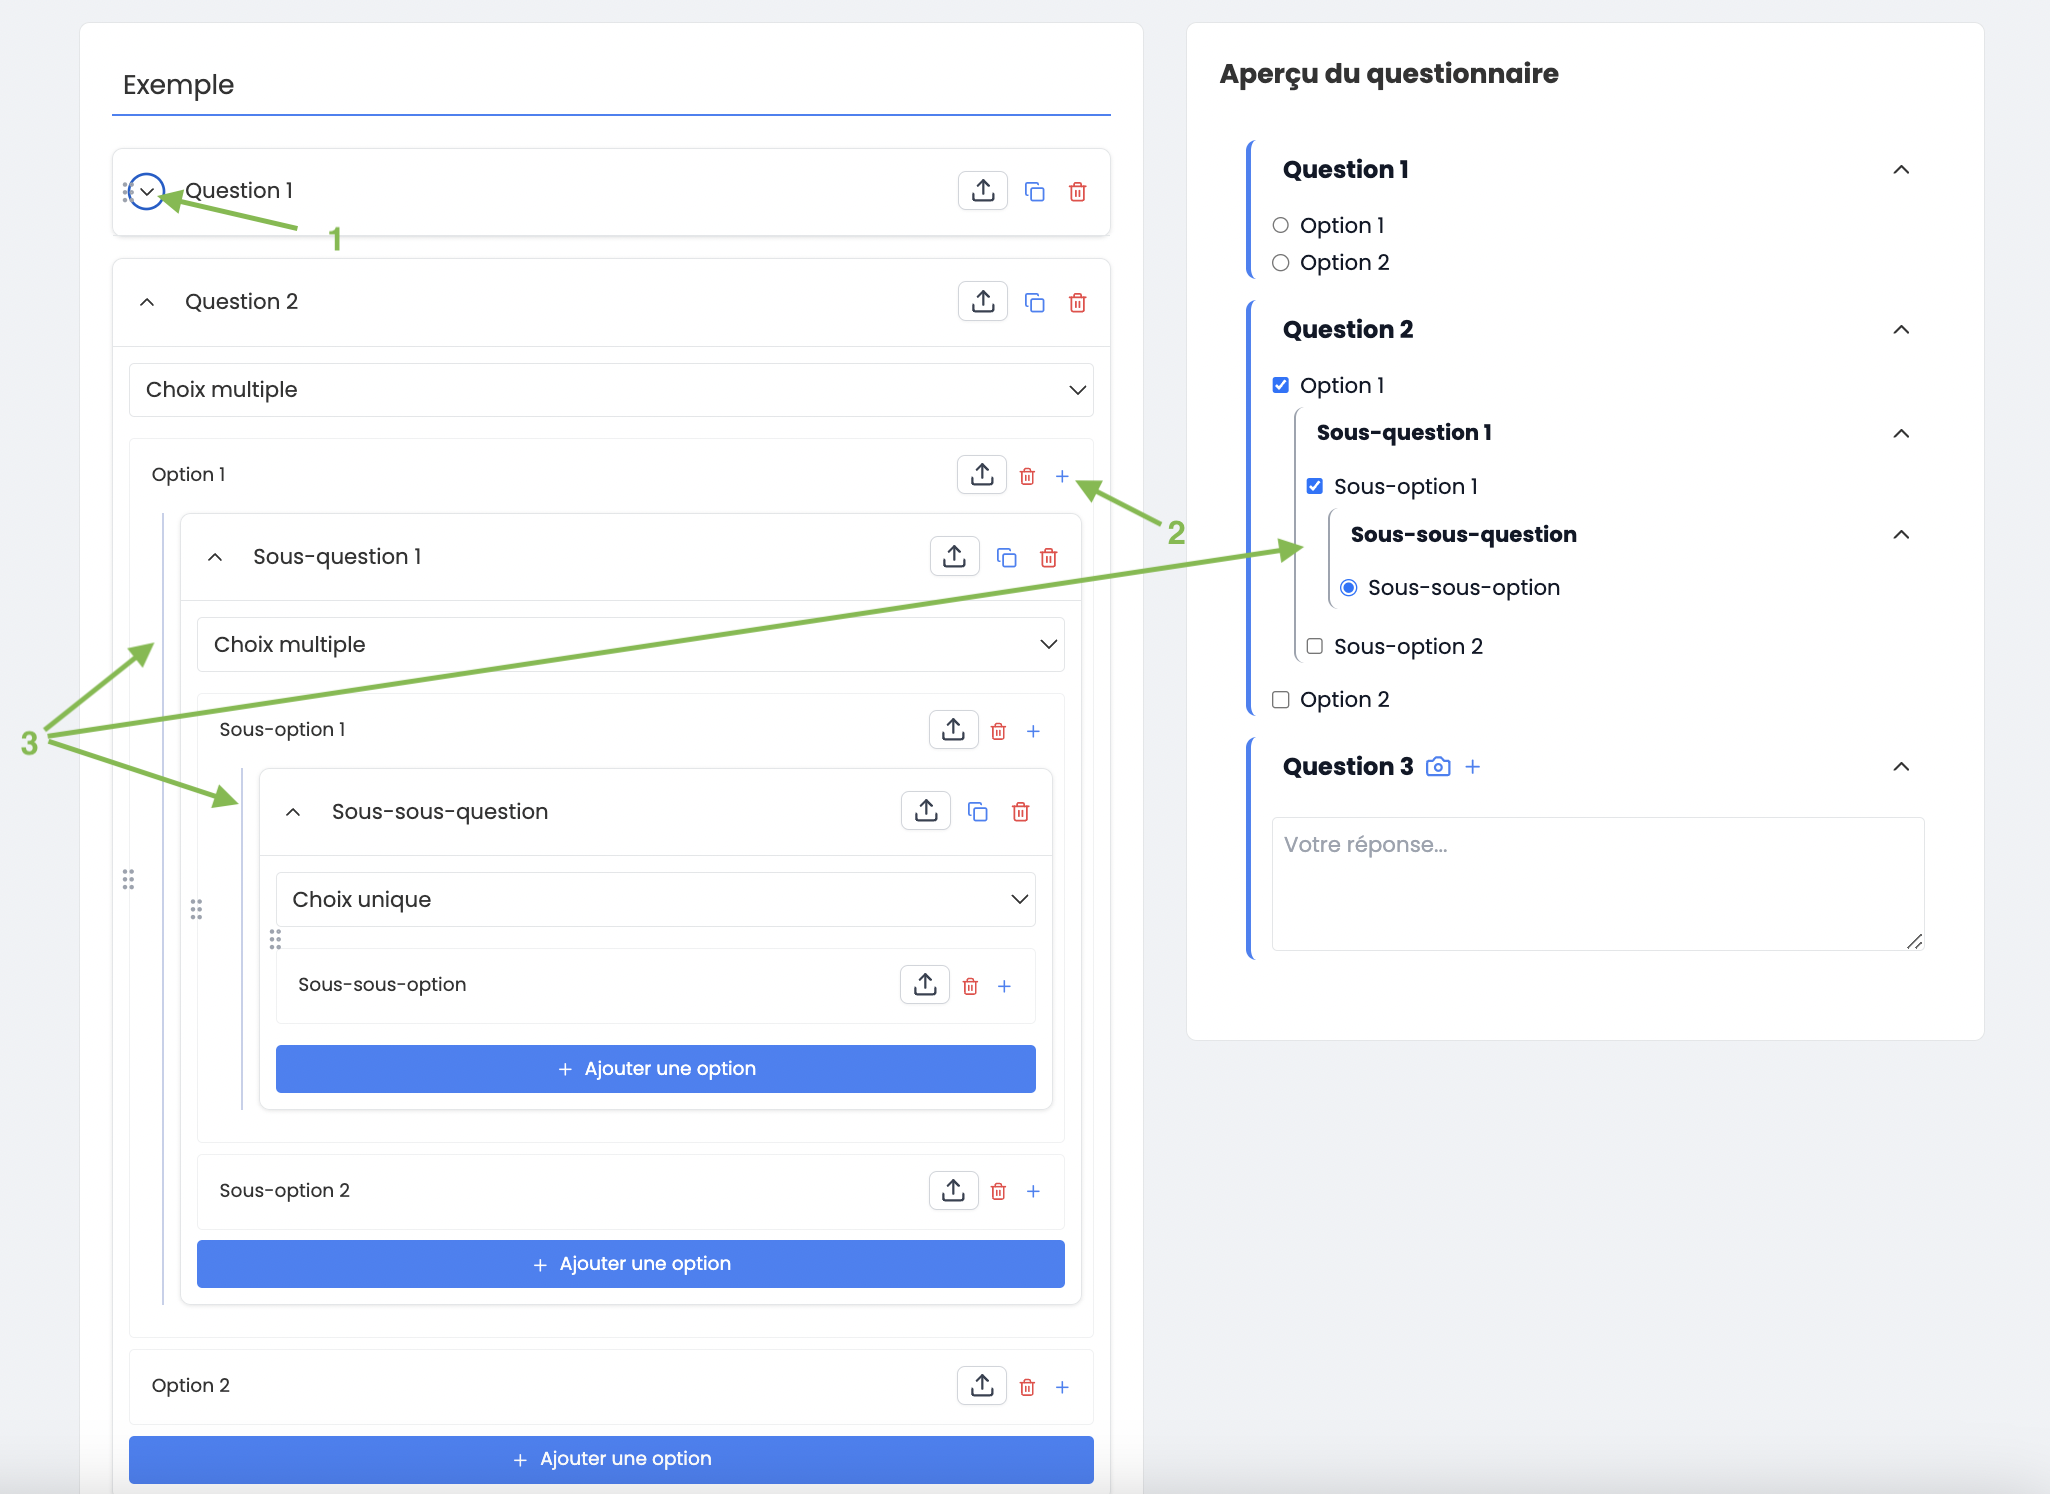 Exemple
Question 1
1
Question 2
Choix multiple
Option 1
2
Sous-question 1
Choix multiple
3
Sous-option 1
Sous-sous-question
Choix unique
Sous-sous-option
+ Ajouter une option
Sous-option 2
+ Ajouter une option
Option 2
+ Ajouter une option
Aperçu du questionnaire
Question 1
Option 1
Option 2
Question 2
Option 1
Sous-question 1
Sous-option 1
Sous-sous-question
Sous-sous-option
Sous-option 2
Option 2
Question 3
Votre réponse...